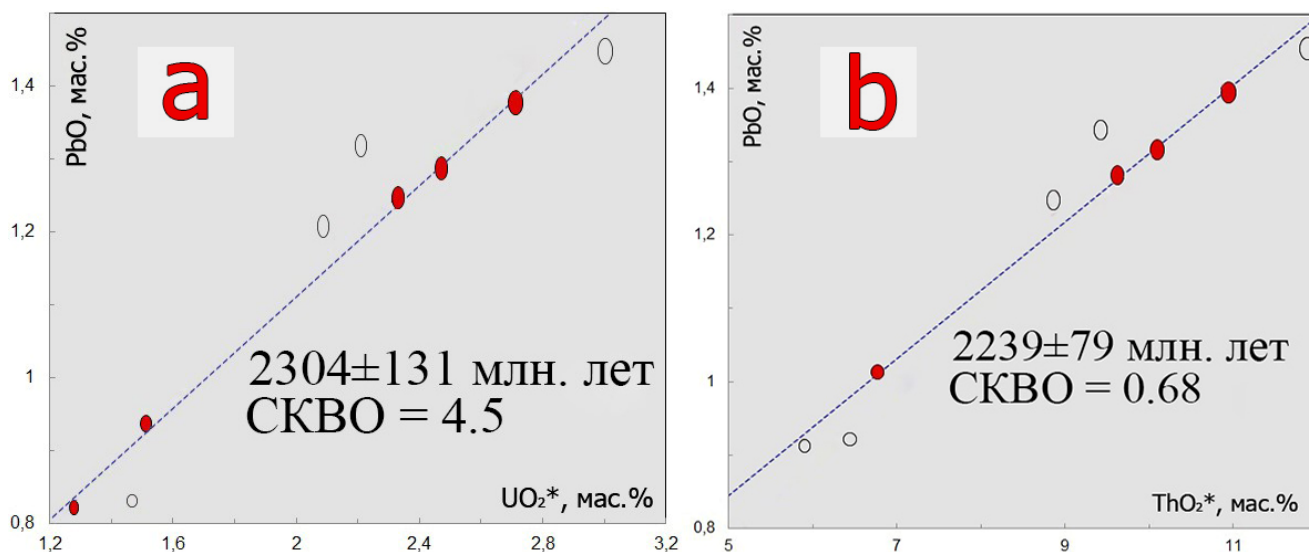 a
PbO, мас.%
1,4
1,2
1
0,8
2304±131 млн. лет
СКВО = 4.5
UO₂*, мас.%
1,2
1,6
2
2,4
2,8
3,2
b
PbO, мас.%
1,4
1,2
1
0,8
2239±79 млн. лет
СКВО = 0.68
ThO₂*, мас.%
5
7
9
11